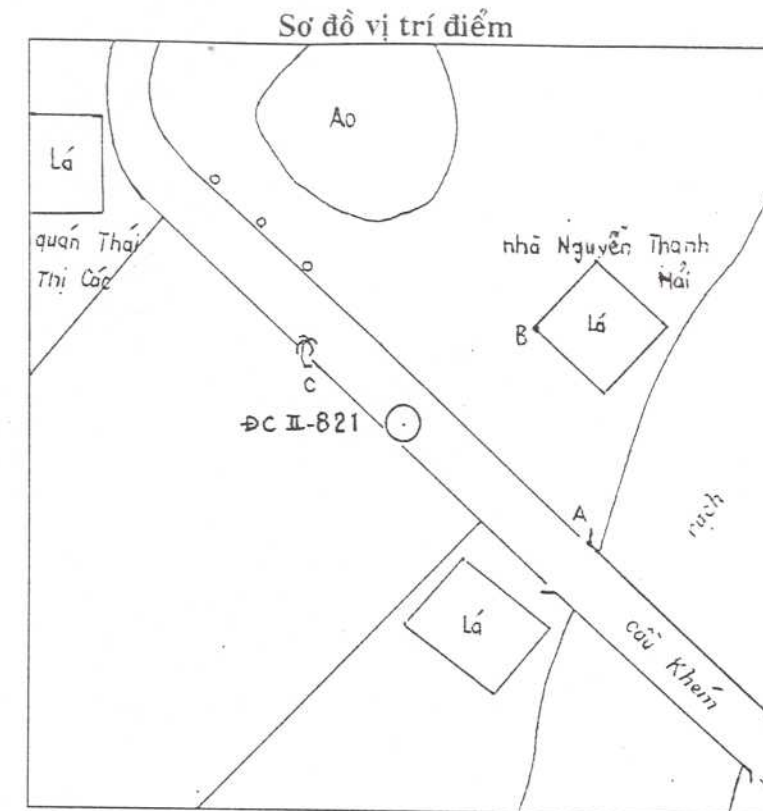 Sơ đồ vị trí điểm
Ao
Lá
quán Thái
Thị Các
nhà Nguyễn Thanh
Hải
Lá
B
C
ĐC II-821
A
rạch
Lá
cầu Khém